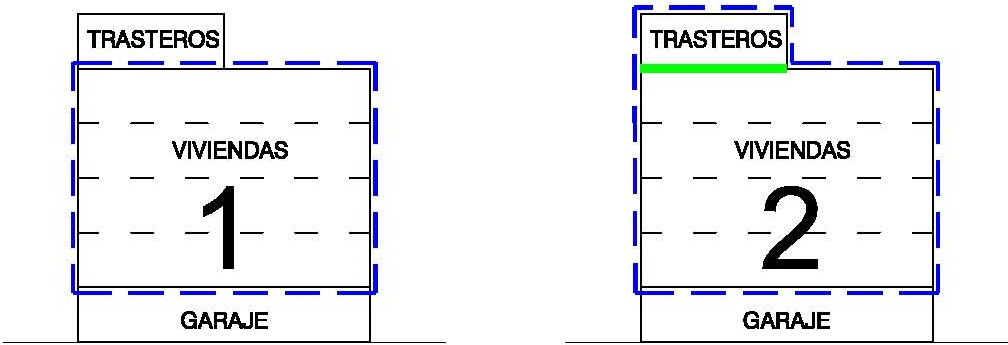 TRASTEROS
VIVIENDAS
1
GARAJE
TRASTEROS
VIVIENDAS
2
GARAJE